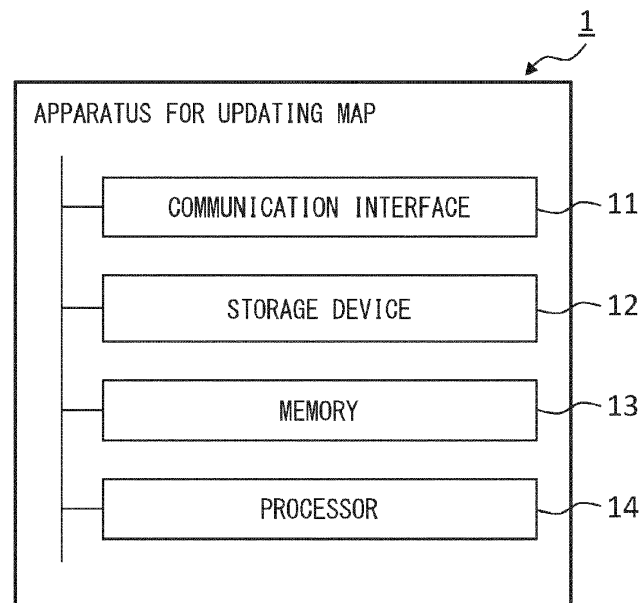 1
APPARATUS FOR UPDATING MAP
COMMUNICATION INTERFACE 11
STORAGE DEVICE 12
MEMORY 13
PROCESSOR 14